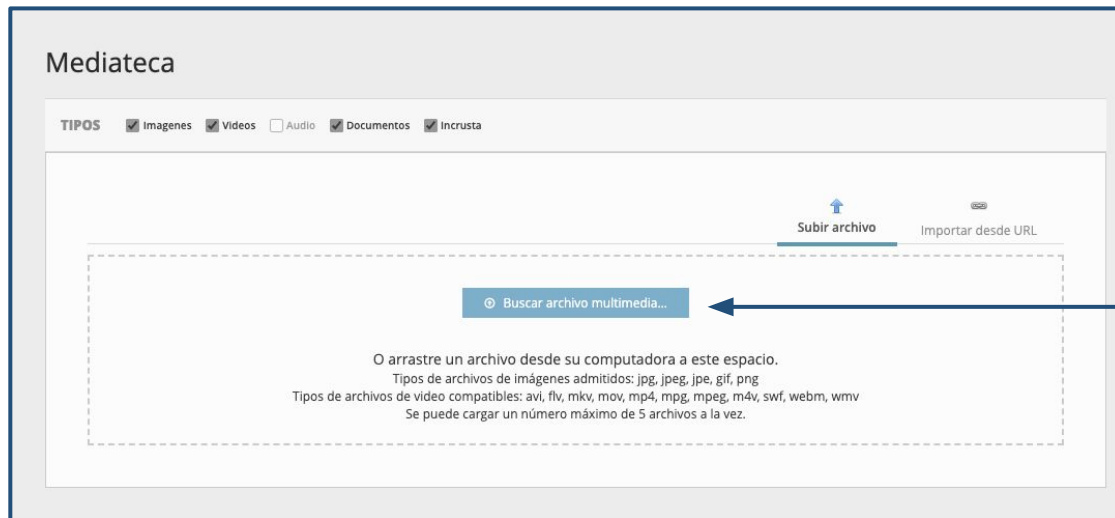 Mediateca
TIPOS Imagenes Videos Audio Documentos Incrusta
Subir archivo Importar desde URL
Buscar archivo multimedia...
O arrastre un archivo desde su computadora a este espacio.
Tipos de archivos de imágenes admitidos: jpg, jpeg, jpe, gif, png
Tipos de archivos de video compatibles: avi, flv, mkv, mov, mp4, mpg, mpeg, m4v, swf, webm, wmv
Se puede cargar un número máximo de 5 archivos a la vez.